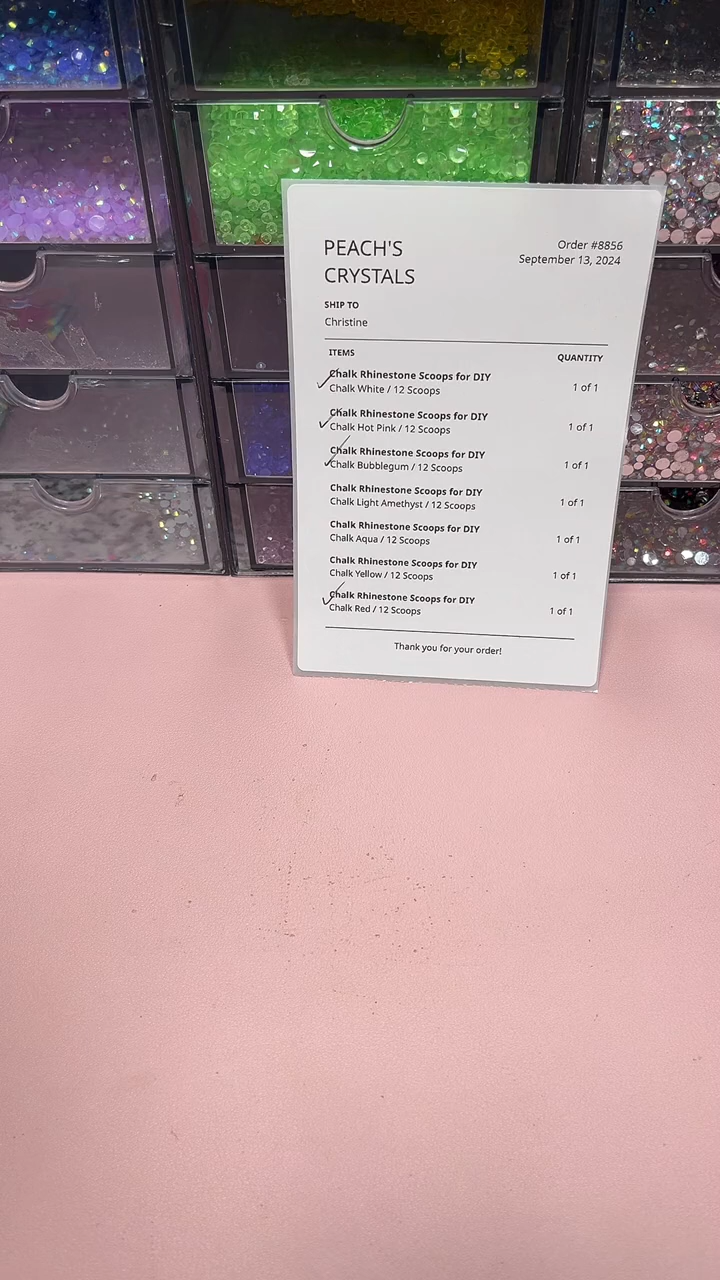 PEACH'S
CRYSTALS
Order #8856
September 13, 2024
SHIP TO
Christine
ITEMS QUANTITY
Chalk Rhinestone Scoops for DIY
Chalk White / 12 Scoops 1 of 1
Chalk Rhinestone Scoops for DIY
Chalk Hot Pink / 12 Scoops 1 of 1
Chalk Rhinestone Scoops for DIY
Chalk Bubblegum / 12 Scoops 1 of 1
Chalk Rhinestone Scoops for DIY
Chalk Light Amethyst / 12 Scoops 1 of 1
Chalk Rhinestone Scoops for DIY
Chalk Aqua / 12 Scoops 1 of 1
Chalk Rhinestone Scoops for DIY
Chalk Yellow / 12 Scoops 1 of 1
Chalk Rhinestone Scoops for DIY
Chalk Red / 12 Scoops 1 of 1
Thank you for your order!